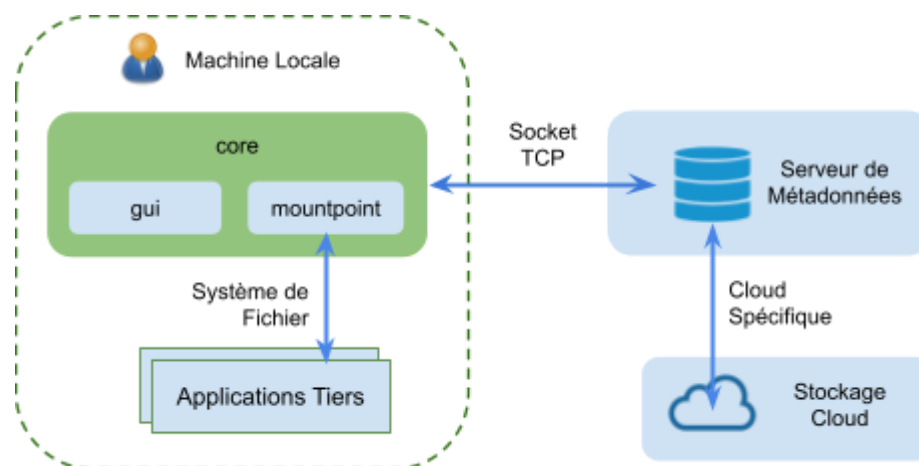 Machine Locale
core
gui
mountpoint
Système de
Fichier
Applications Tiers
Socket
TCP
Serveur de
Métadonnées
Cloud
Spécifique
Stockage
Cloud